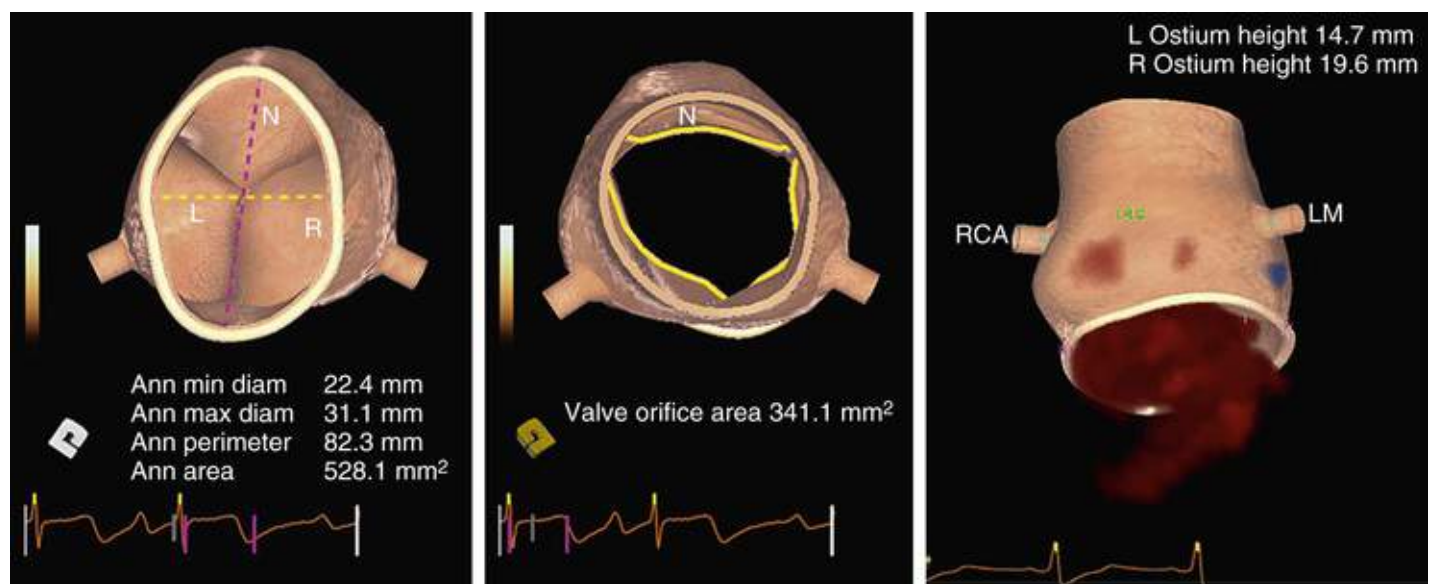 N
L
R
Ann min diam 22.4 mm
Ann max diam 31.1 mm
Ann perimeter 82.3 mm
Ann area 528.1 mm²
N
Valve orifice area 341.1 mm²
L Ostium height 14.7 mm
R Ostium height 19.6 mm
RCA
LM